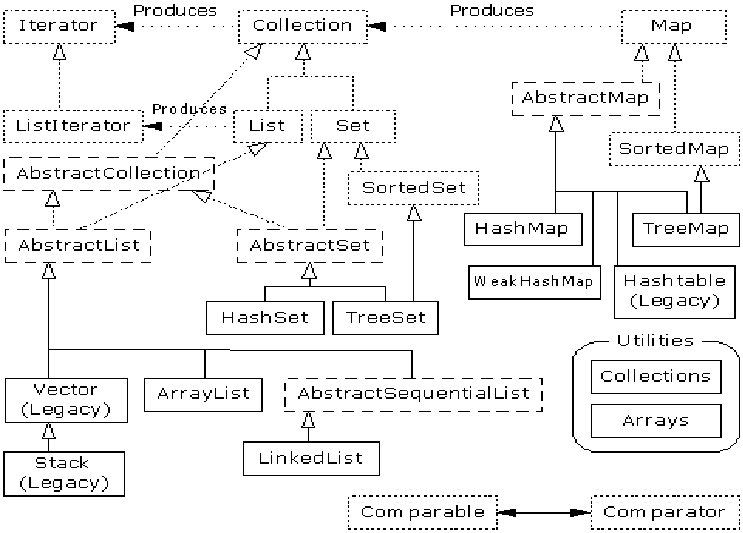 Iterator
Produces
Collection
Produces
Map
AbstractMap
ListIterator
Produces
List
Set
SortedMap
AbstractCollection
SortedSet
AbstractList
AbstractSet
HashMap
TreeMap
WeakHashMap
Hashtable
(Legacy)
HashSet
TreeSet
Utilities
Collections
Arrays
Vector
(Legacy)
ArrayList
AbstractSequentialList
Stack
(Legacy)
LinkedList
Comparable
Comparator